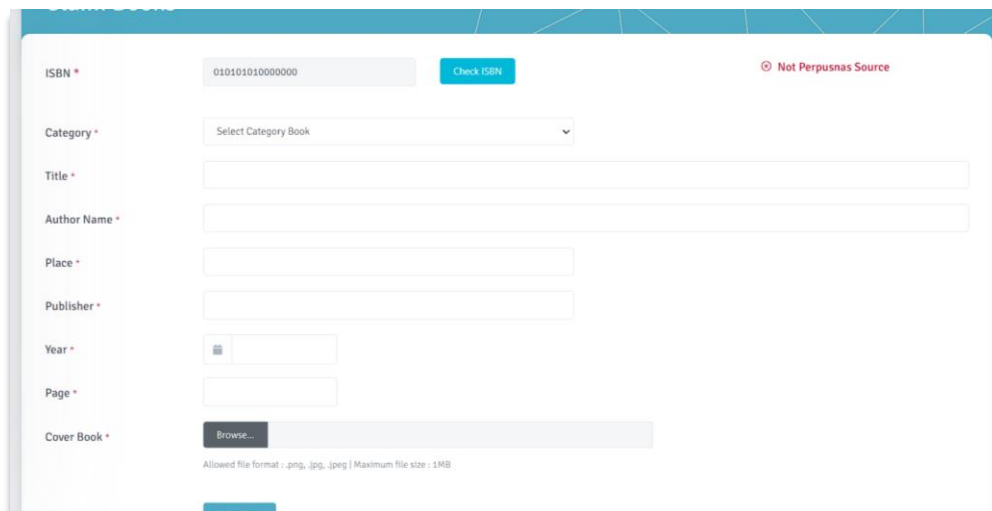 ISBN *
010101010000000
Check ISBN
Not Perpusnas Source
Category *
Select Category Book
Title *
Author Name *
Place *
Publisher *
Year *
Page *
Cover Book *
Browse...
Allowed file format : .png, .jpg, .jpeg | Maximum file size : 1MB